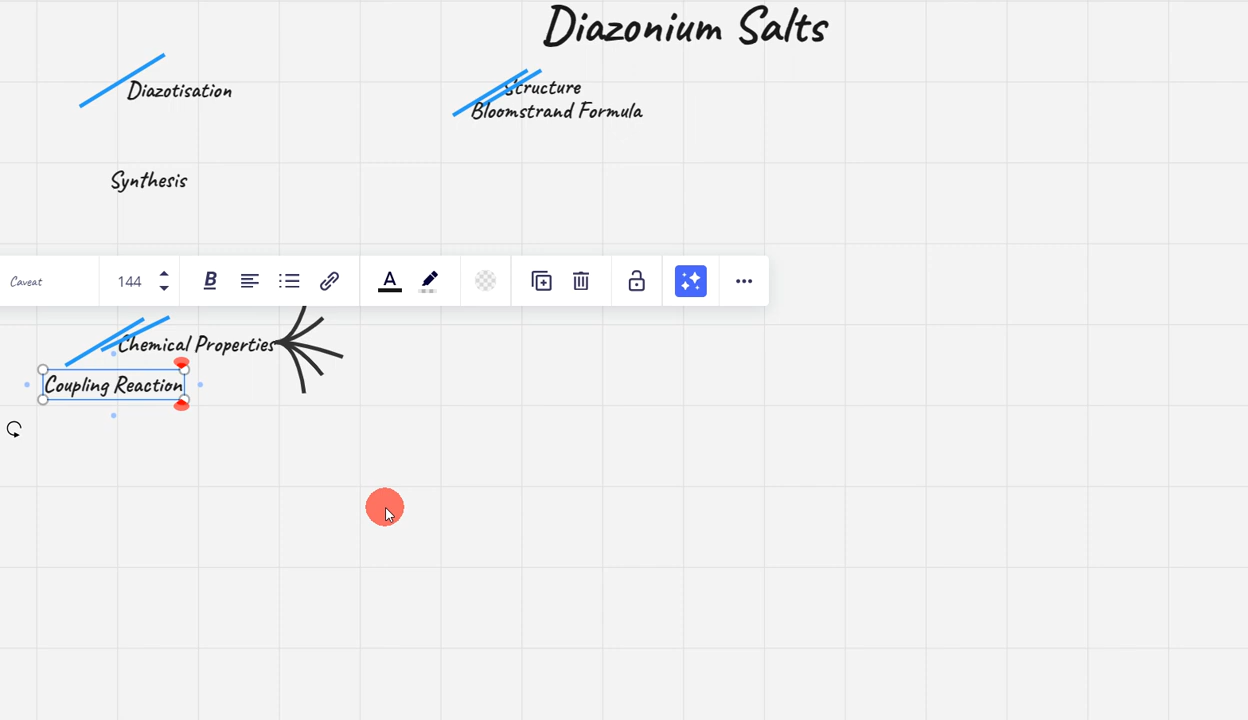 Diazonium Salts
Diazotisation
Structure
Bloomstrand Formula
Synthesis
Caveat
144
B
A
Chemical Properties
Coupling Reaction